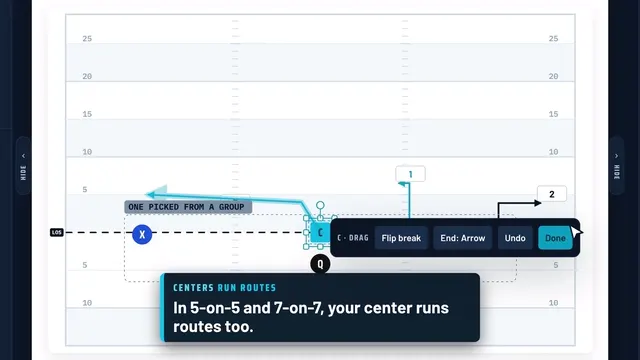 25 25
20 20
15 15
10 10
1
5 5
2
ONE PICKED FROM A GROUP
HIDE HIDE
LOS X C C · DRAG Flip break End: Arrow Undo Done
Q
5 5
CENTERS RUN ROUTES
10 10
In 5-on-5 and 7-on-7, your center runs
routes too.